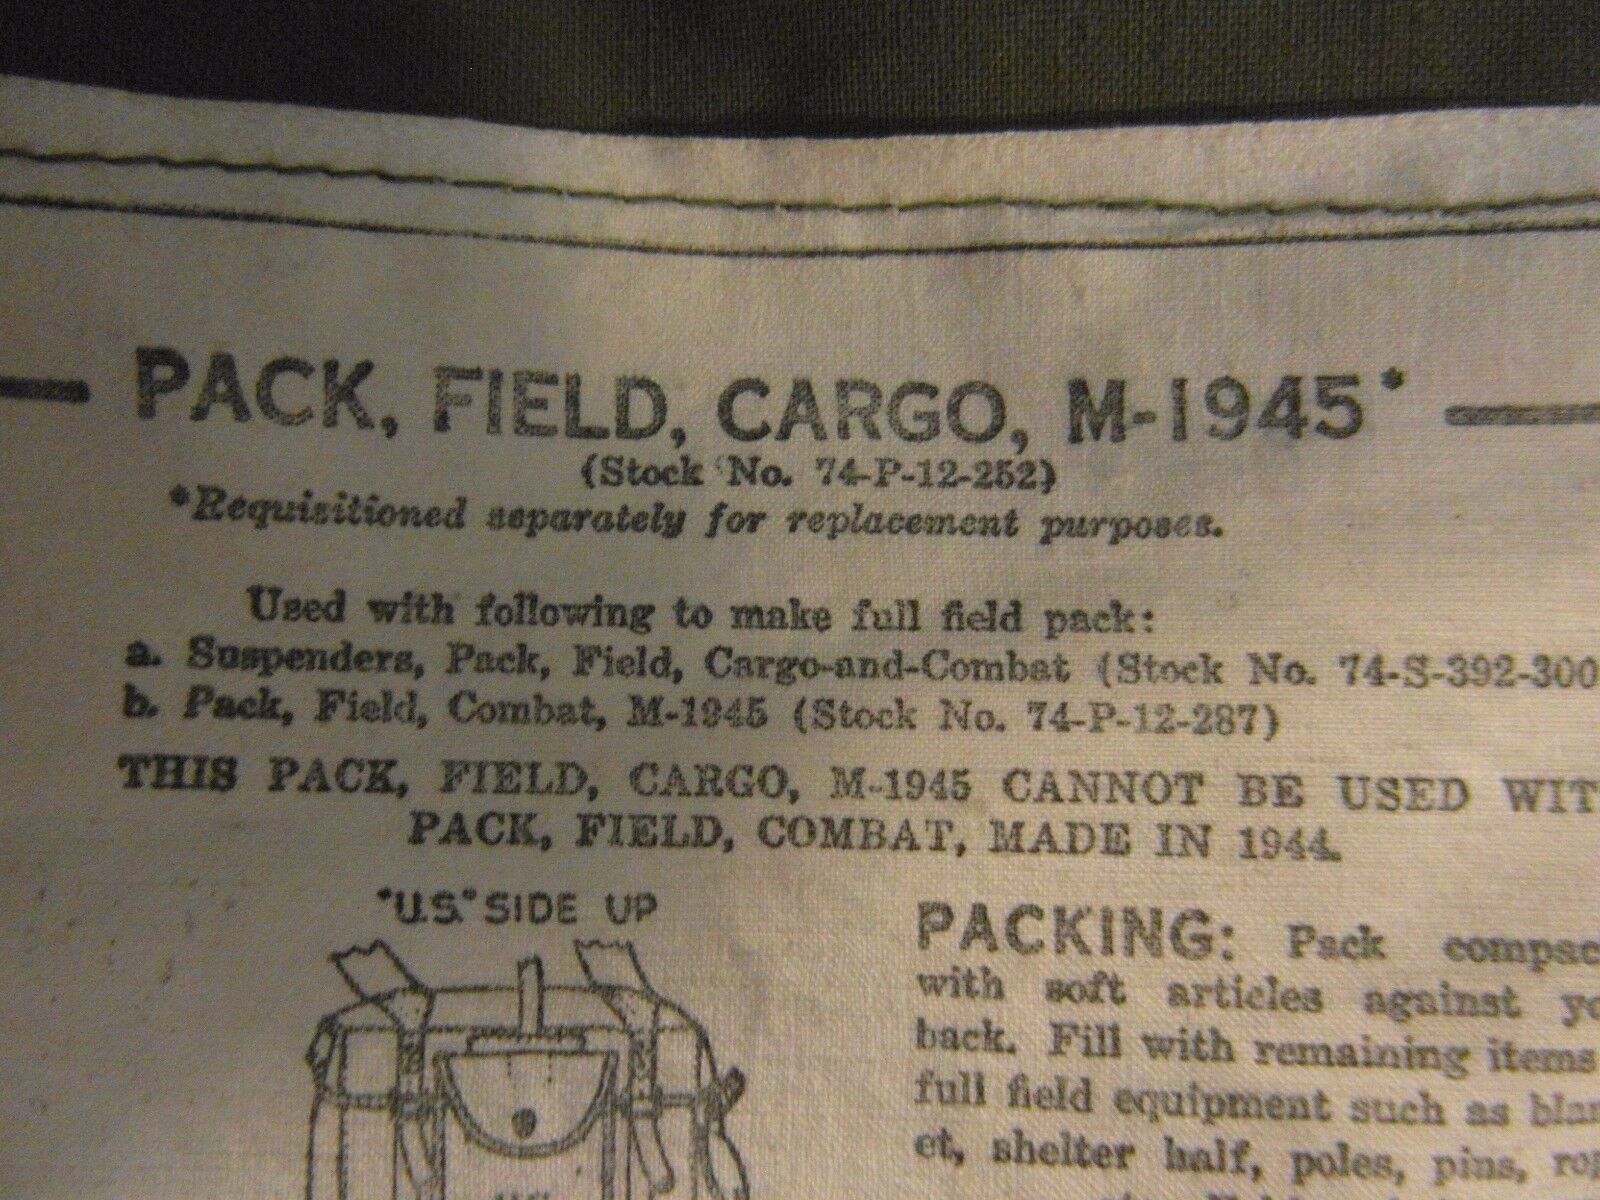 PACK, FIELD, CARGO, M-1945*
(Stock No. 74-P-12-252)
*Requisitioned separately for replacement purposes.
Used with following to make full field pack:
a. Suspenders, Pack, Field, Cargo-and-Combat (Stock No. 74-S-392-300
b. Pack, Field, Combat, M-1945 (Stock No. 74-P-12-287)
THIS PACK, FIELD, CARGO, M-1945 CANNOT BE USED WIT
PACK, FIELD, COMBAT, MADE IN 1944.
"U.S." SIDE UP
PACKING: Pack compac
with soft articles against yo
back. Fill with remaining items
full field equipment such as blan
et, shelter half, poles, pins, rop